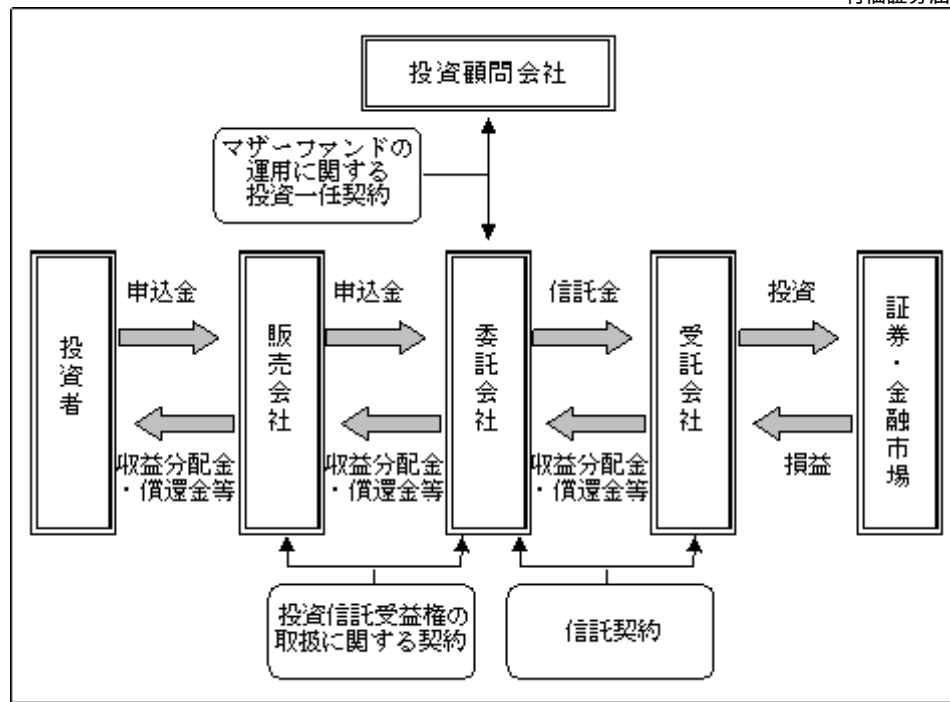 投資顧問会社
マザーファンドの
運用に関する
投資一任契約
投資者
申込金
収益分配金
・償還金等
販売会社
申込金
収益分配金
・償還金等
委託会社
信託金
収益分配金
・償還金等
受託会社
投資
損益
証券・金融市場
投資信託受益権の
取扱に関する契約
信託契約